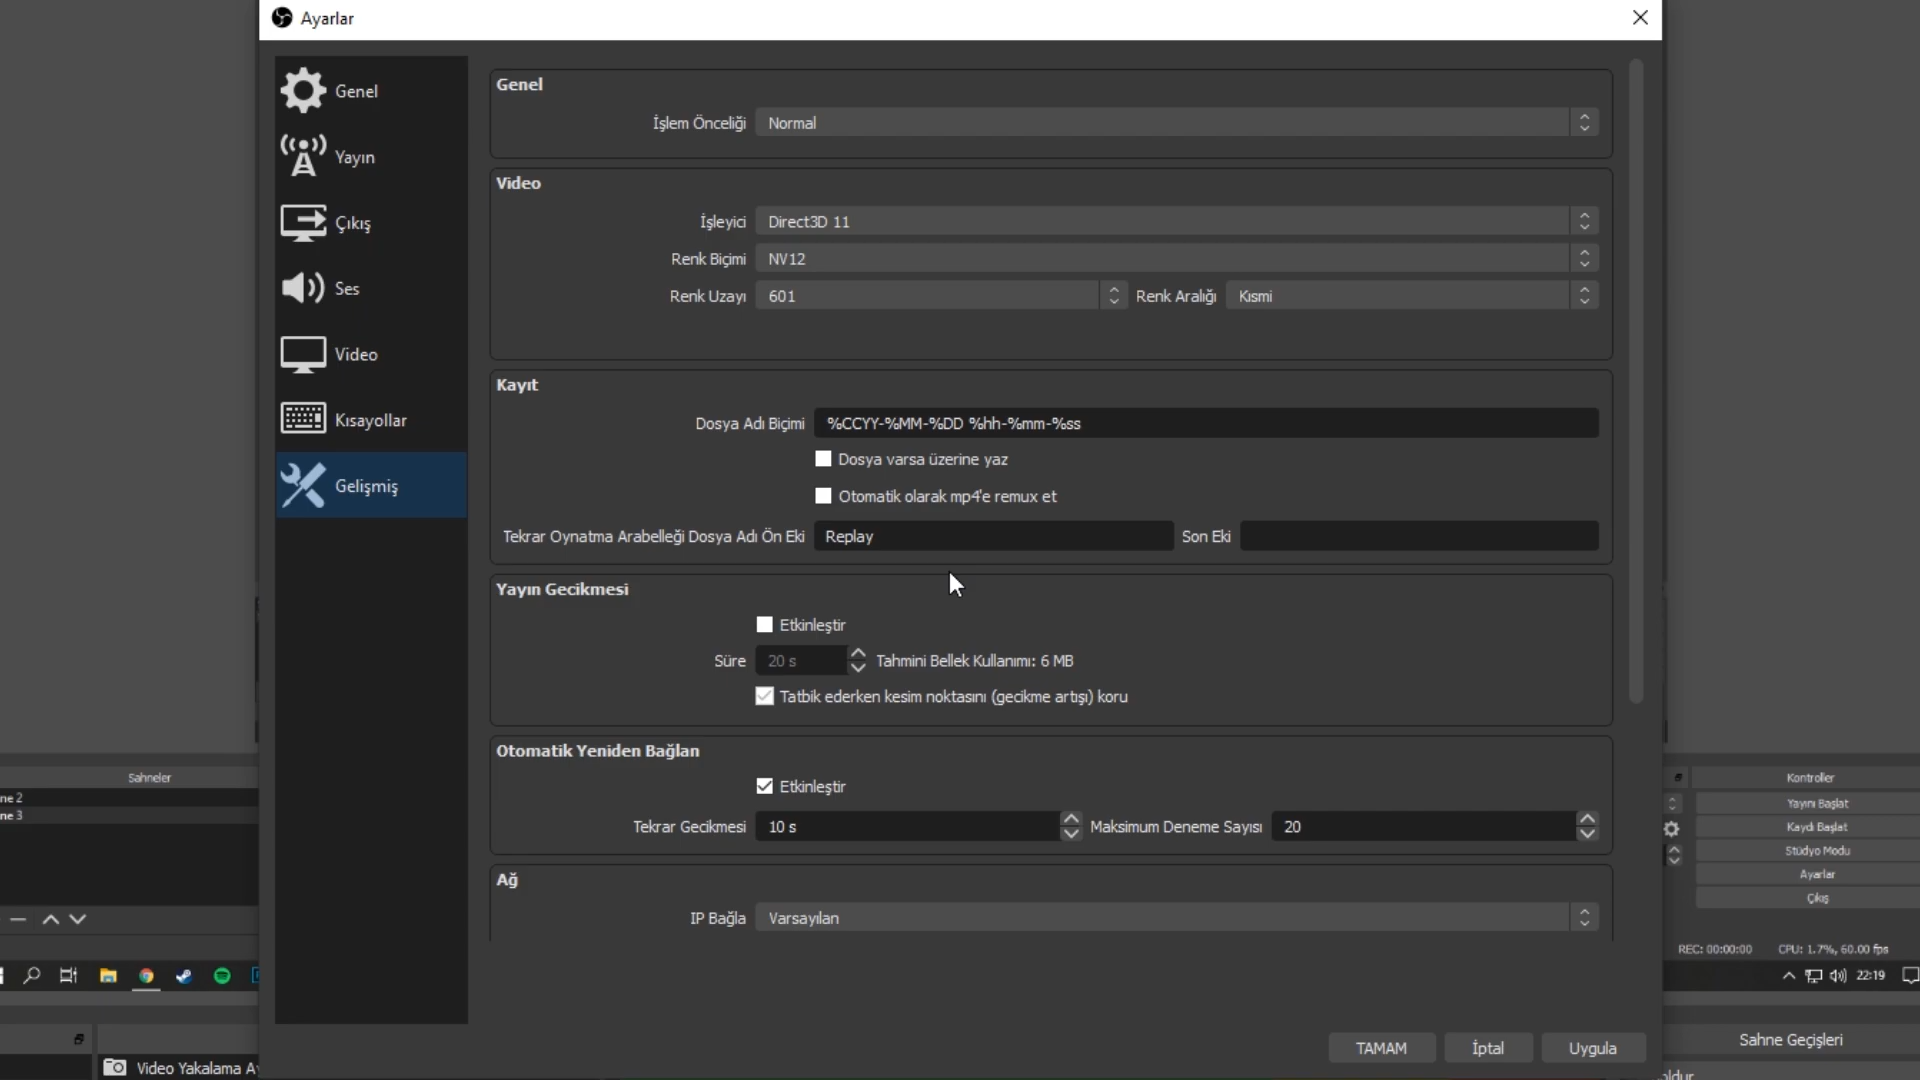 Ayarlar
Genel
Yayın
Çıkış
Ses
Video
Kısayollar
Gelişmiş
Genel
İşlem Önceliği Normal
Video
İşleyici Direct3D 11
Renk Biçimi NV12
Renk Uzayı 601 Renk Aralığı Kısmi
Kayıt
Dosya Adı Biçimi %CCYY-%MM-%DD %hh-%mm-%ss
Dosya varsa üzerine yaz
Otomatik olarak mp4'e remux et
Tekrar Oynatma Arabelleği Dosya Adı Ön Eki Replay Son Eki
Yayın Gecikmesi
Etkinleştir
Süre 20 s Tahmini Bellek Kullanımı: 6 MB
Tatbik ederken kesim noktasını (gecikme artışı) koru
Otomatik Yeniden Bağlan
Etkinleştir
Tekrar Gecikmesi 10 s Maksimum Deneme Sayısı 20
Ağ
IP Bağla Varsayılan
TAMAM İptal Uygula
Sahneler
ne 2
ne 3
Video Yakalama Ay
Kontroller
Yayını Başlat
Kaydı Başlat
Stüdyo Modu
Ayarlar
Çıkış
REC: 00:00:00 CPU: 1.7%, 60.00 fps
22:19
Sahne Geçişleri